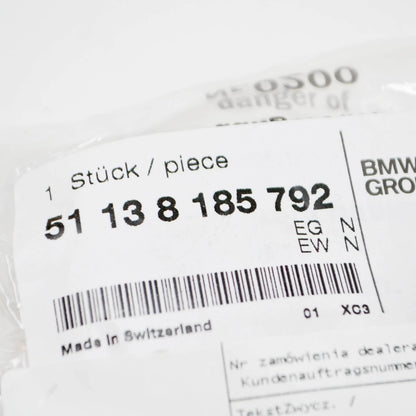 danger of
1 Stück / piece
51 13 8 185 792
EG N
EW N
BMW
GROU
01 XC3
Made in Switzerland
Nr zamówienia dealera
Kundenauftragsnummer
TekstZwycz. /